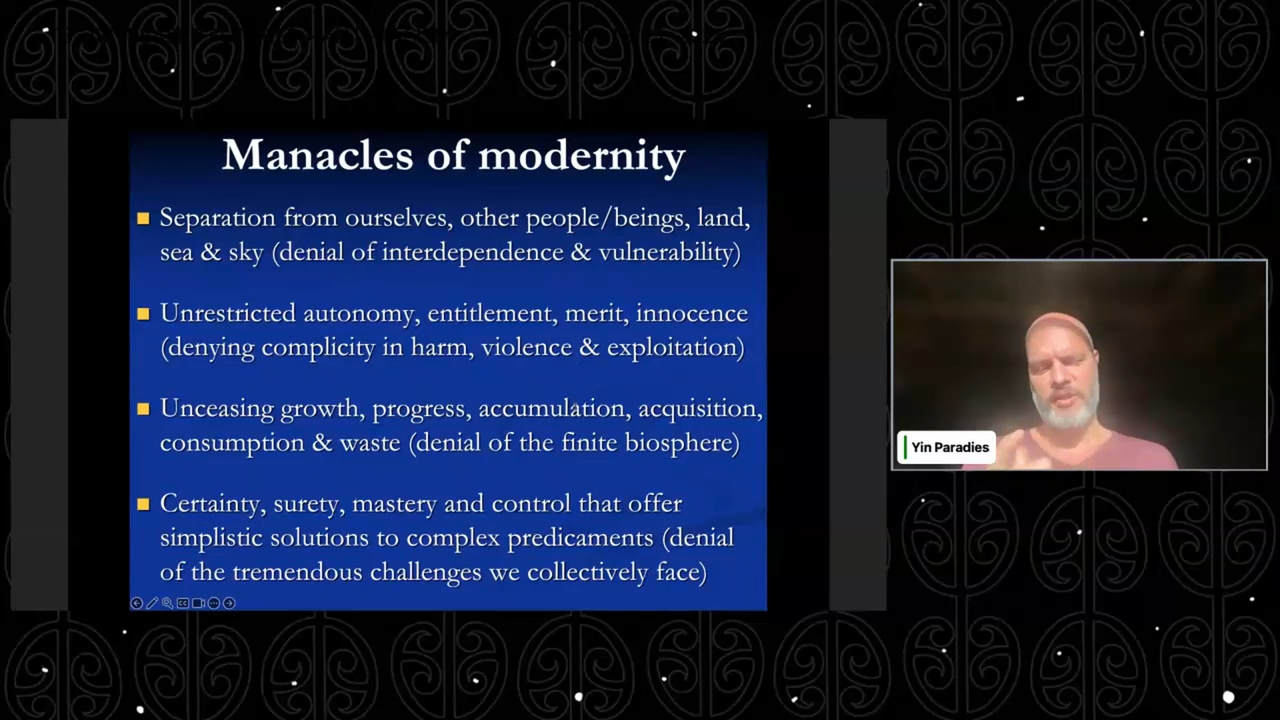 Manacles of modernity
Separation from ourselves, other people/beings, land,
sea & sky (denial of interdependence & vulnerability)
Unrestricted autonomy, entitlement, merit, innocence
(denying complicity in harm, violence & exploitation)
Unceasing growth, progress, accumulation, acquisition,
consumption & waste (denial of the finite biosphere)
Certainty, surety, mastery and control that offer
simplistic solutions to complex predicaments (denial
of the tremendous challenges we collectively face)
Yin Paradies